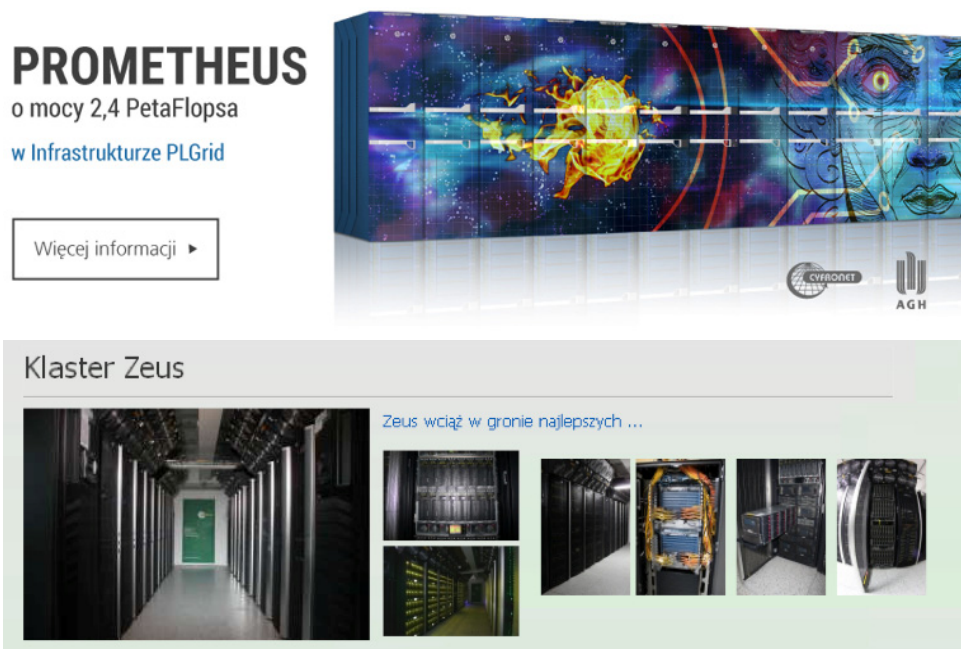 PROMETHEUS
o mocy 2,4 PetaFlopsa
w Infrastrukturze PLGrid
Więcej informacji
CYFRONET
AGH
Klaster Zeus
Zeus wciąż w gronie najlepszych ...